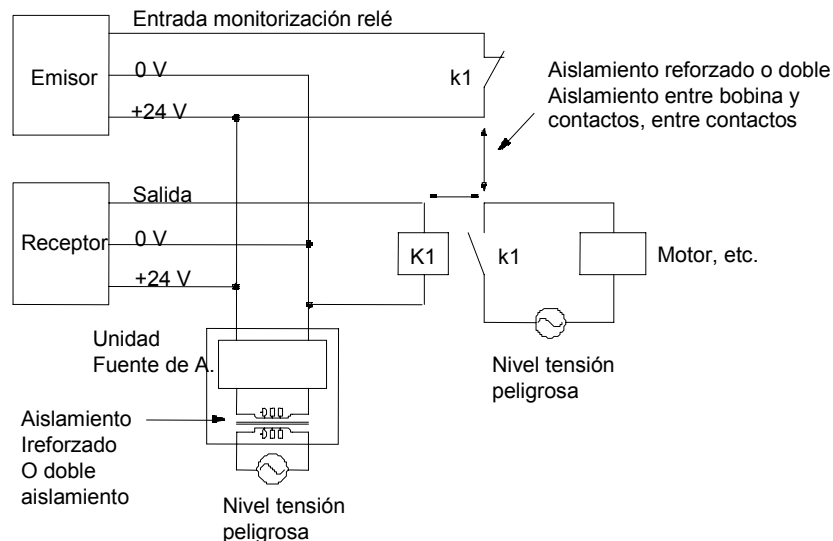 Entrada monitorización relé
Emisor
0 V
+24 V
k1
Aislamiento reforzado o doble
Aislamiento entre bobina y
contactos, entre contactos
Salida
Receptor
0 V
+24 V
K1
k1
Motor, etc.
Unidad
Fuente de A.
Nivel tensión
peligrosa
Aislamiento
Ireforzado
O doble
aislamiento
Nivel tensión
peligrosa